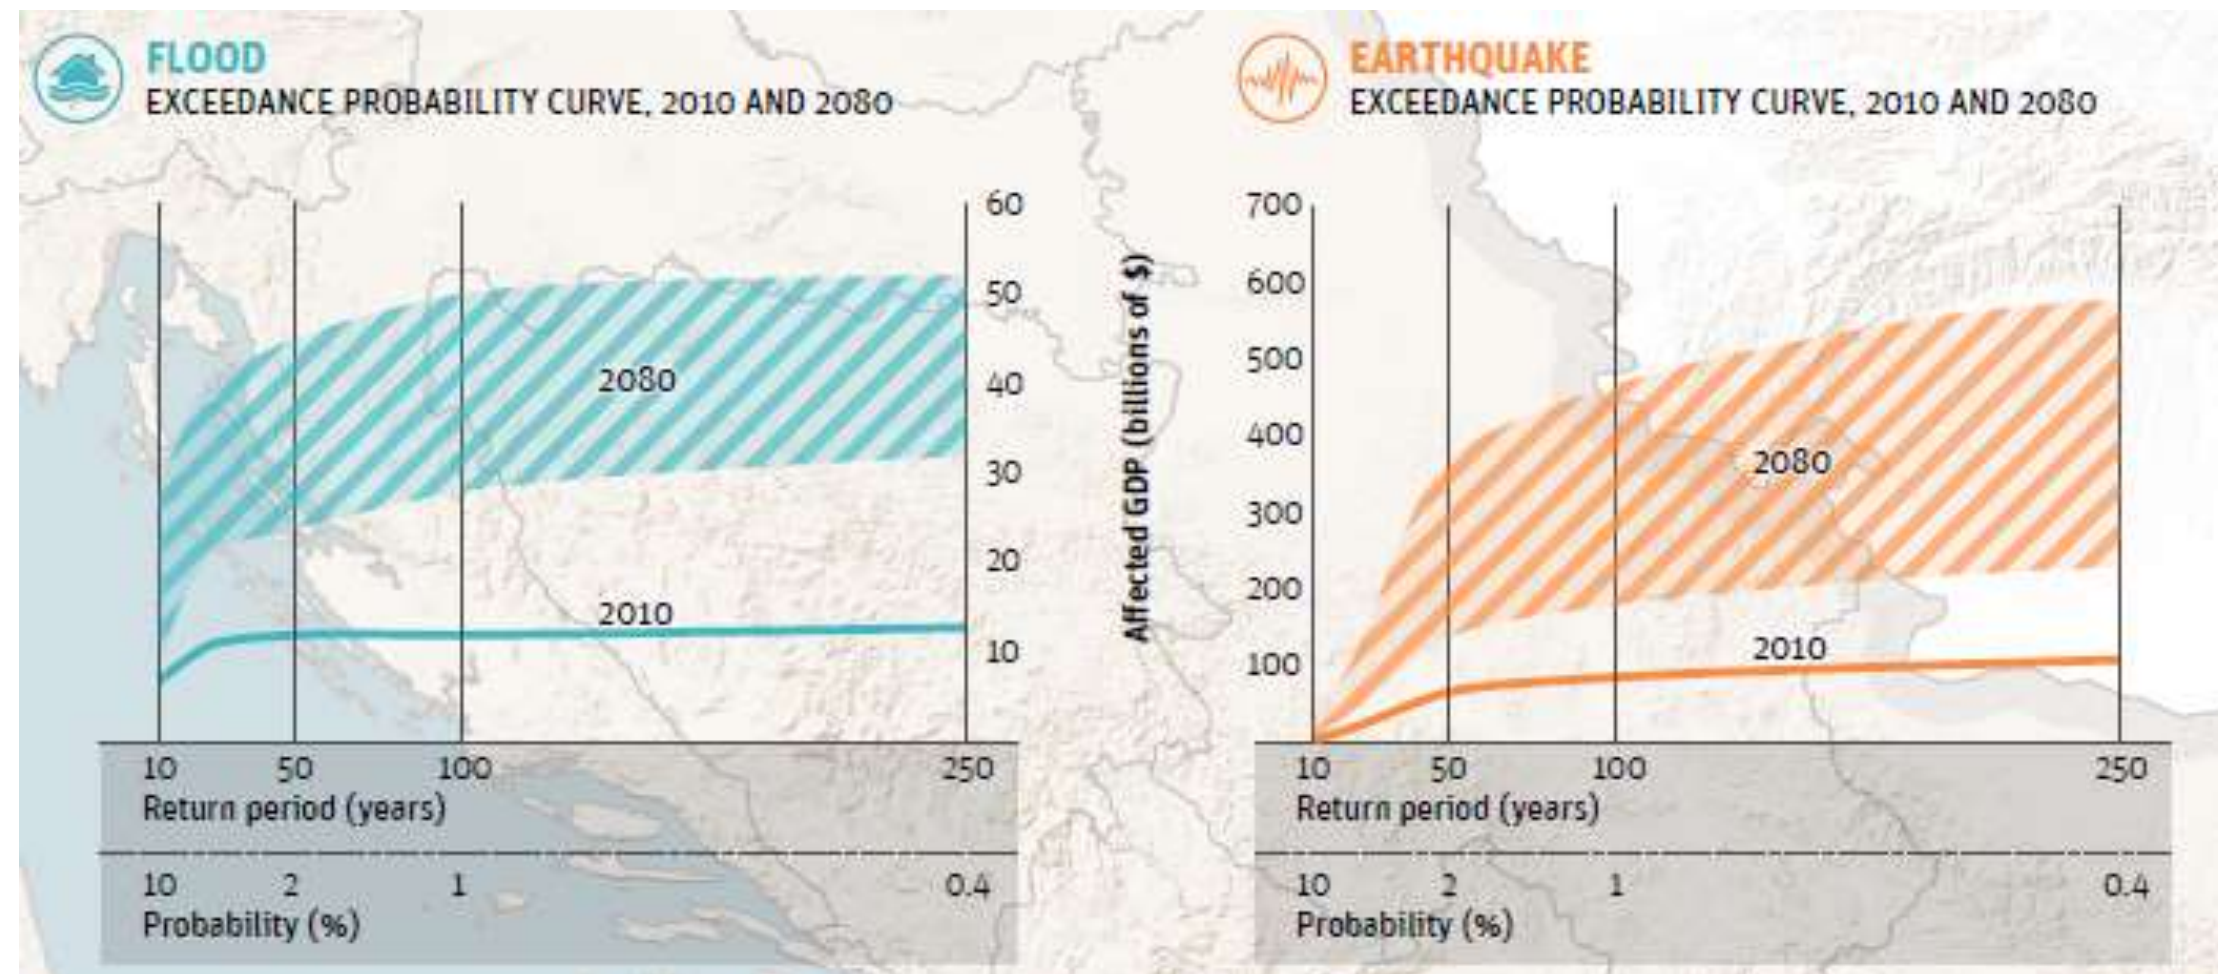 FLOOD
EXCEEDANCE PROBABILITY CURVE, 2010 AND 2080
60
50
40
30
20
10
2080
2010
10 50 100 250
Return period (years)
10 2 1 0.4
Probability (%)
Affected GDP (billions of $)
EARTHQUAKE
EXCEEDANCE PROBABILITY CURVE, 2010 AND 2080
700
600
500
400
300
200
100
2080
2010
10 50 100 250
Return period (years)
10 2 1 0.4
Probability (%)